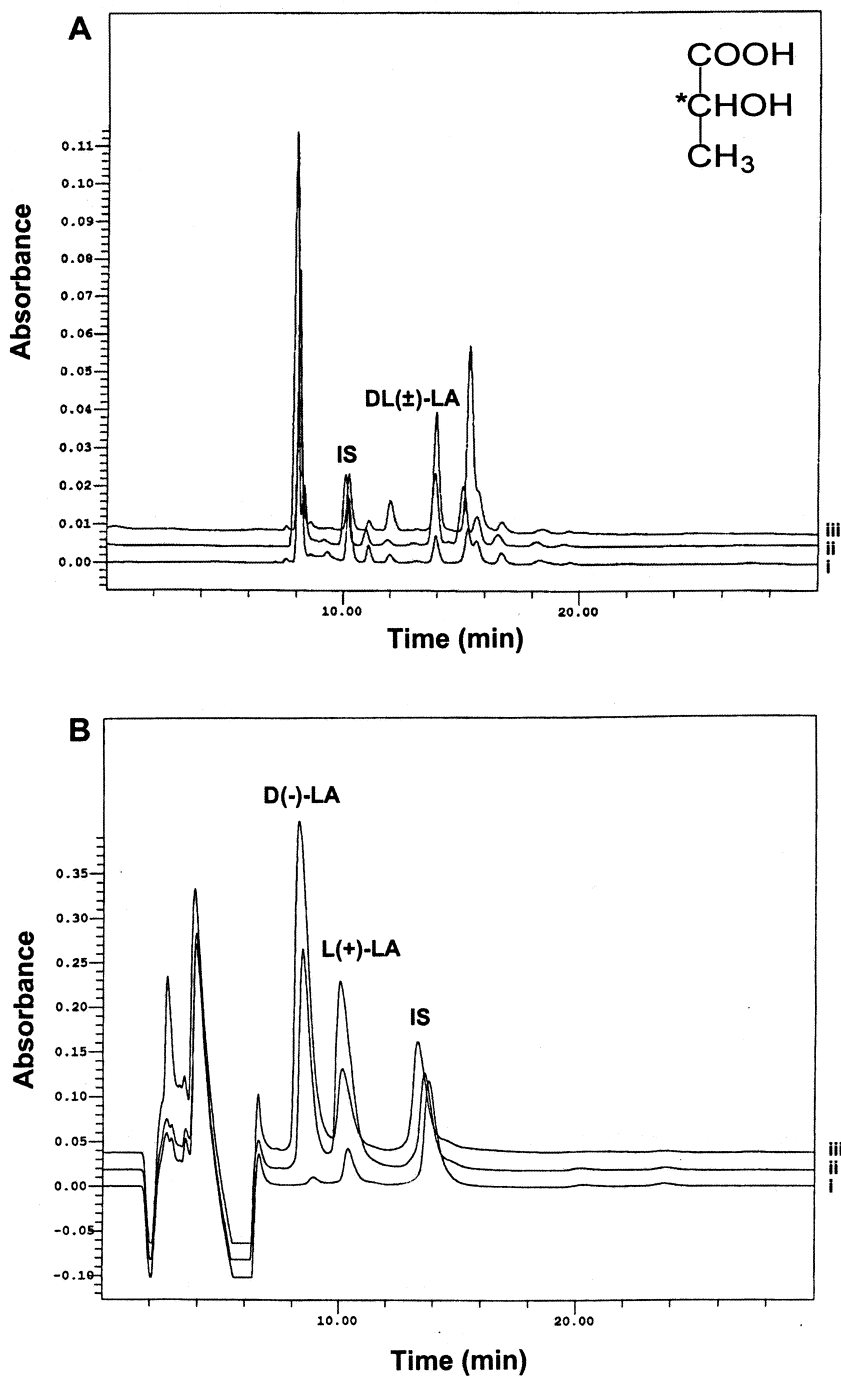 A
COOH
*CHOH
CH3
0.11
0.10
0.09
0.08
0.07
0.06
0.05
0.04
0.03
0.02
0.01
0.00
Absorbance
DL(±)-LA
IS
iii
ii
i
10.00
20.00
Time (min)
B
D(-)-LA
L(+)-LA
IS
0.35
0.30
0.25
0.20
0.15
0.10
0.05
0.00
-0.05
-0.10
Absorbance
iii
ii
i
10.00
20.00
Time (min)